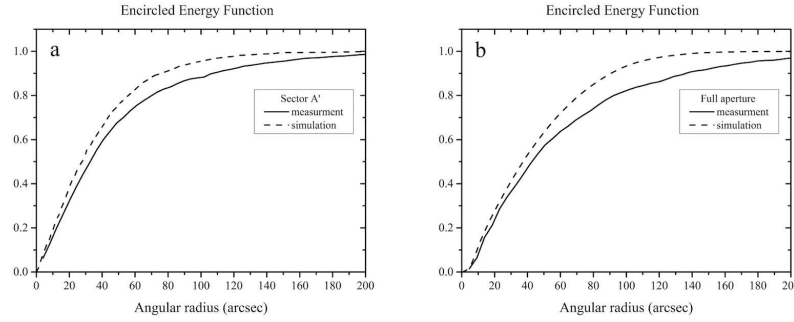 Encircled Energy Function
a
1.0
0.8
0.6
0.4
0.2
0.0
Sector A'
measurment
simulation
0 20 40 60 80 100 120 140 160 180 200
Angular radius (arcsec)
Encircled Energy Function
b
1.0
0.8
0.6
0.4
0.2
0.0
Full aperture
measurment
simulation
0 20 40 60 80 100 120 140 160 180 200
Angular radius (arcsec)